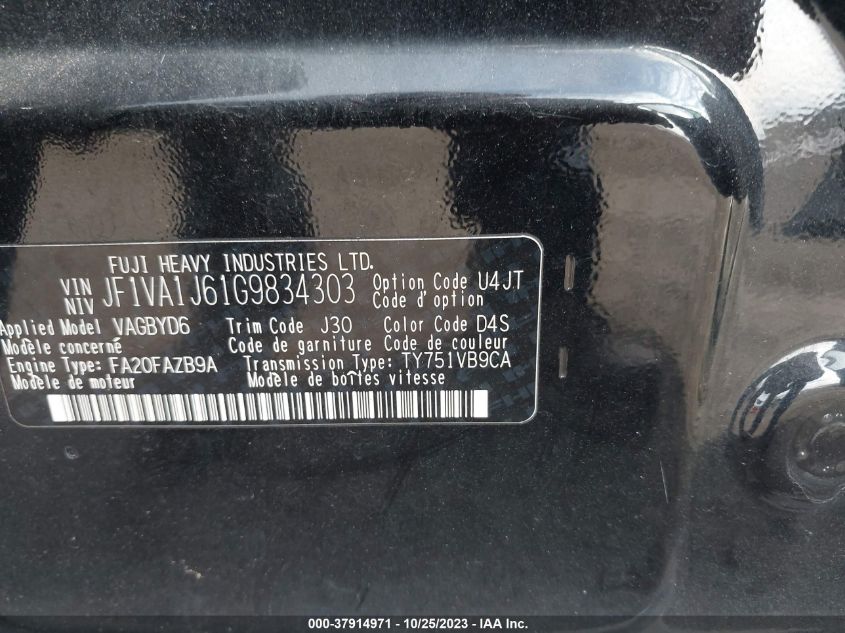 FUJI HEAVY INDUSTRIES LTD.
VIN NIV JF1VA1J61G9834303 Option Code U4JT
Code d'option
Applied Model VAGBYD6 Trim Code J30 Color Code D4S
Modèle concerné Code de garniture Code de couleur
Engine Type: FA20FAZB9A Transmission Type: TY751VB9CA
Modèle de moteur Modèle de boîtes vitesse
000-37914971 - 10/25/2023 - IAA Inc.